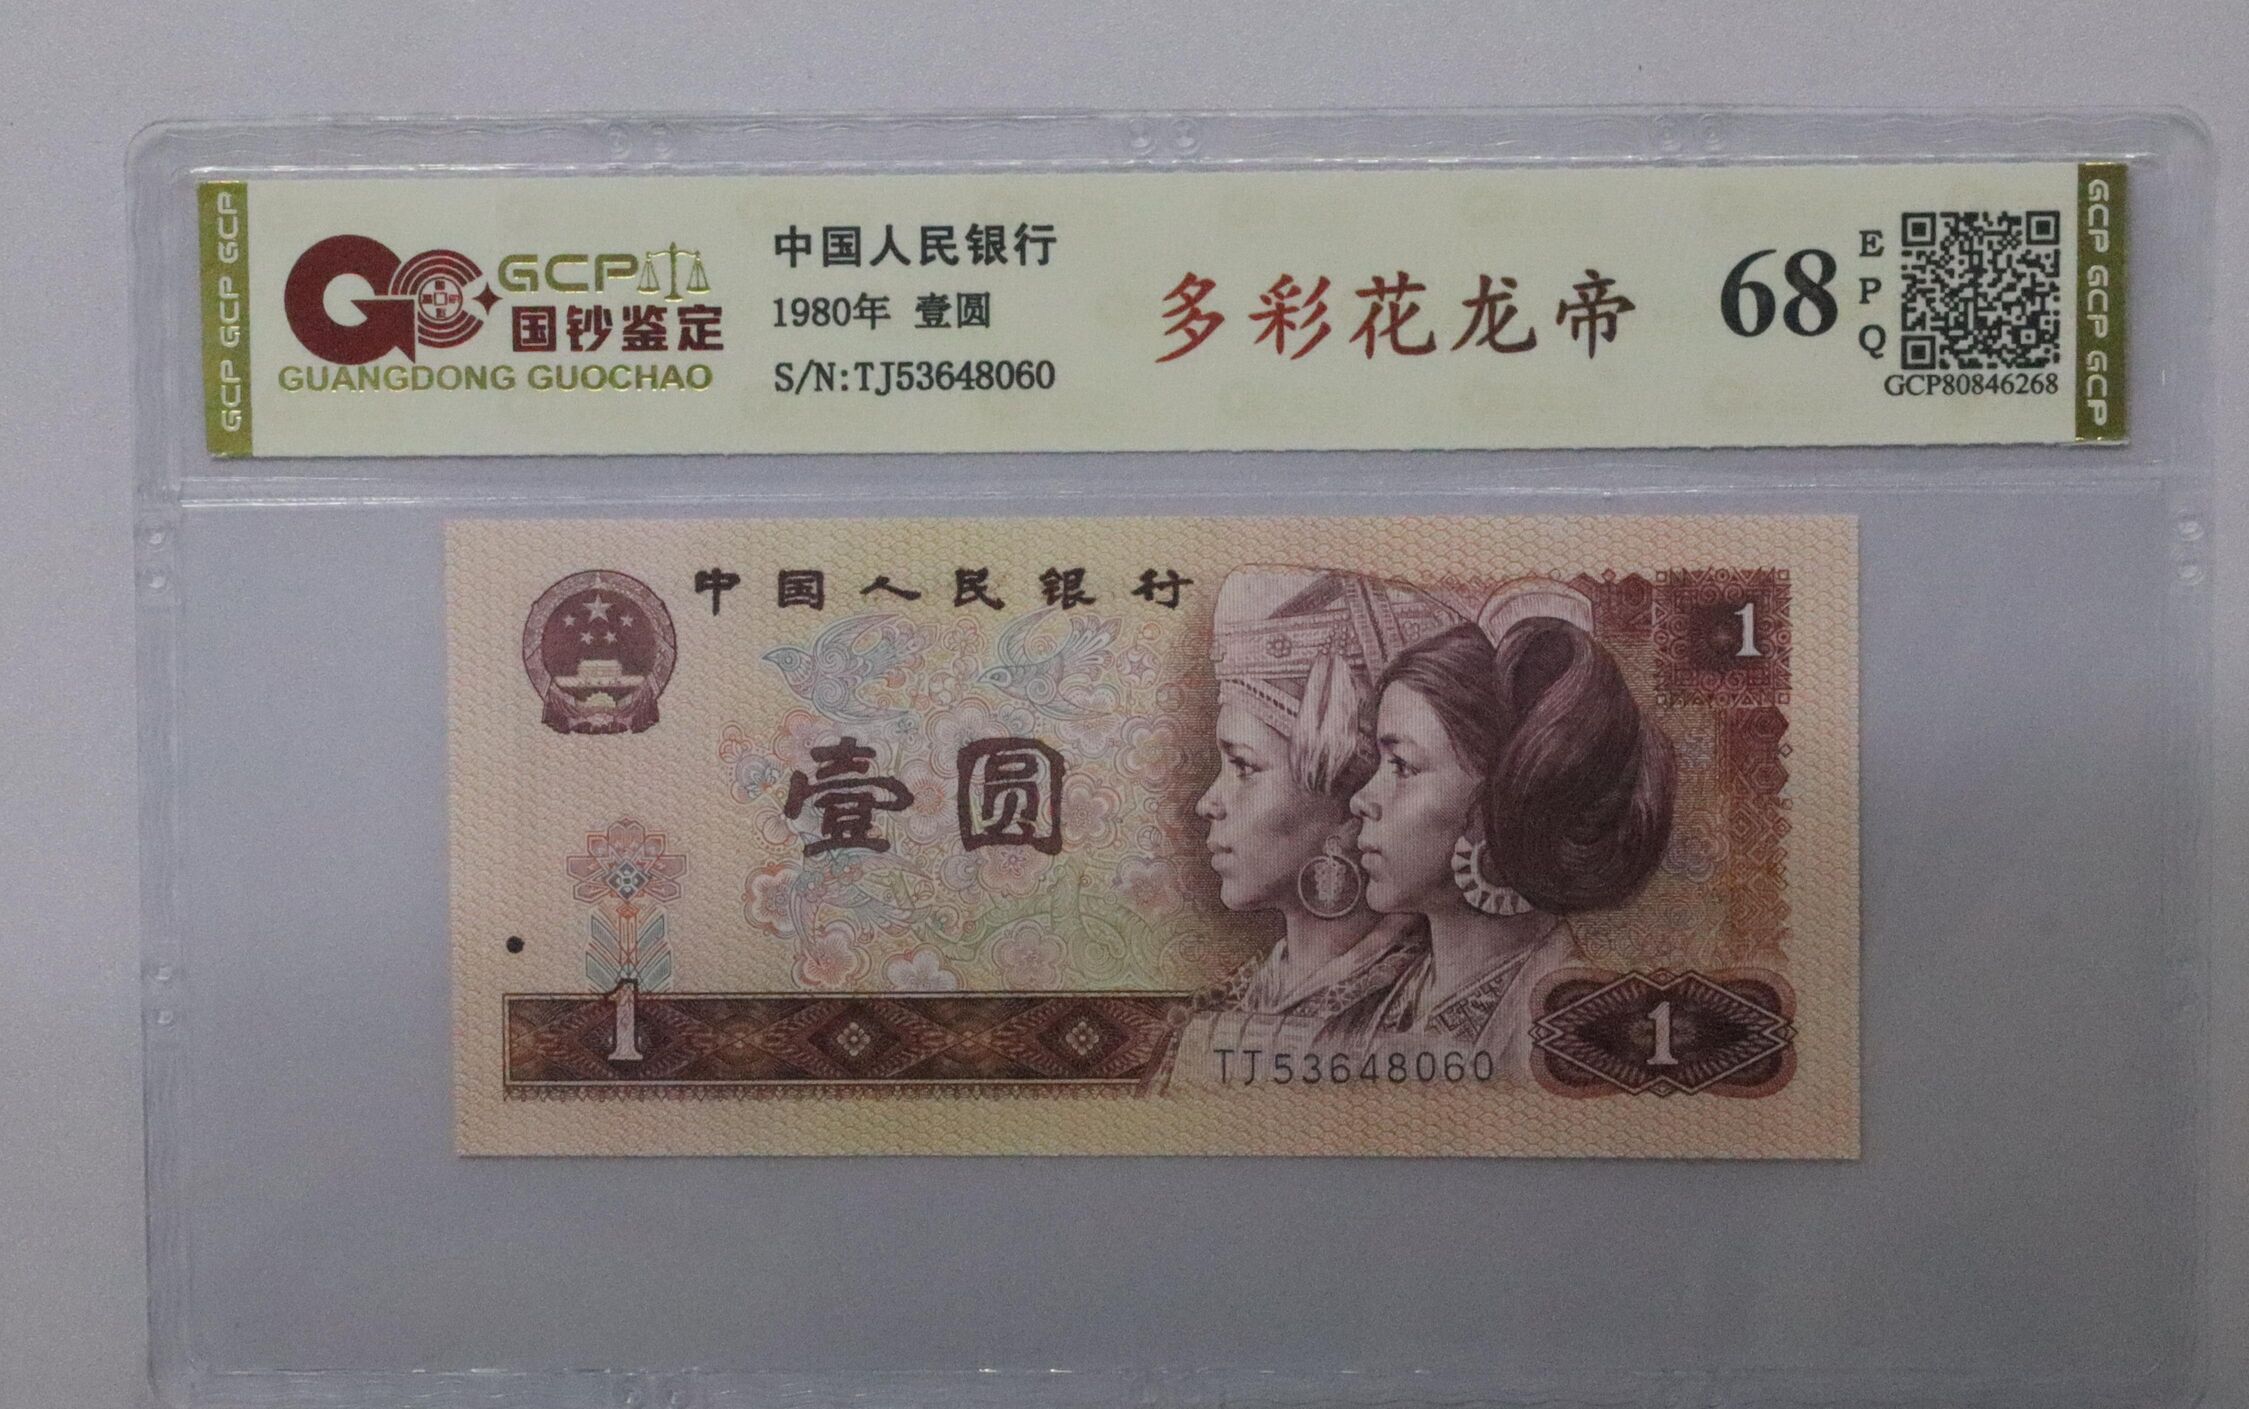 GCP GCP GCP
GCP
国钞鉴定
GUANGDONG GUOCHAO
中国人民银行
1980年 壹圆
S/N:TJ53648060
多彩花龙帝
68
EPQ
GCP80846268
GCP GCP GCP
中国人民银行
1
壹圆
1
1
TJ53648060